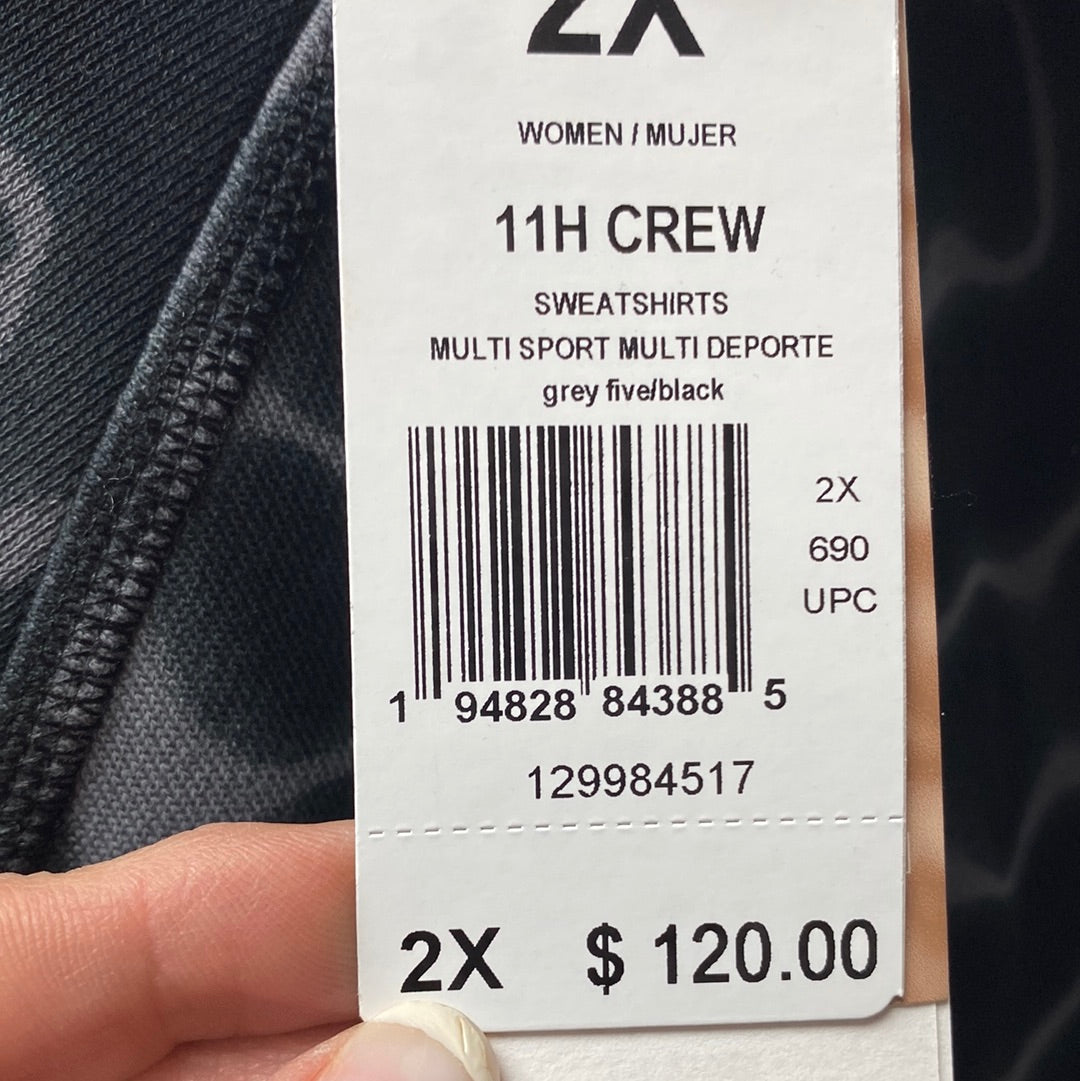 2X
WOMEN / MUJER
11H CREW
SWEATSHIRTS
MULTI SPORT MULTI DEPORTE
grey five/black
2X
690
UPC
1 94828 84388 5
129984517
2X $ 120.00